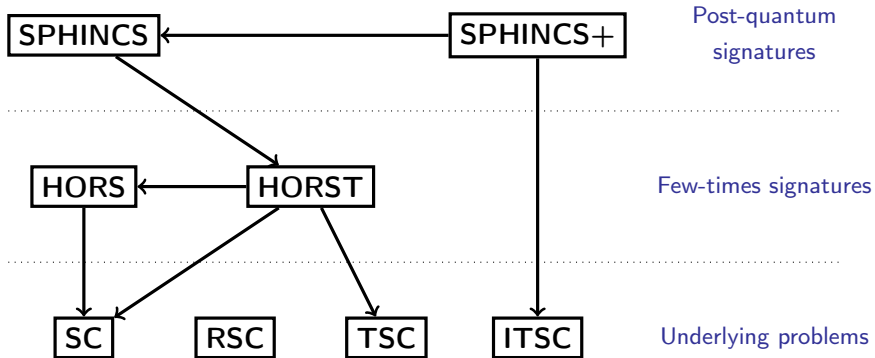 SPHINCS
SPHINCS+
Post-quantum
signatures
HORS
HORST
Few-times signatures
SC
RSC
TSC
ITSC
Underlying problems